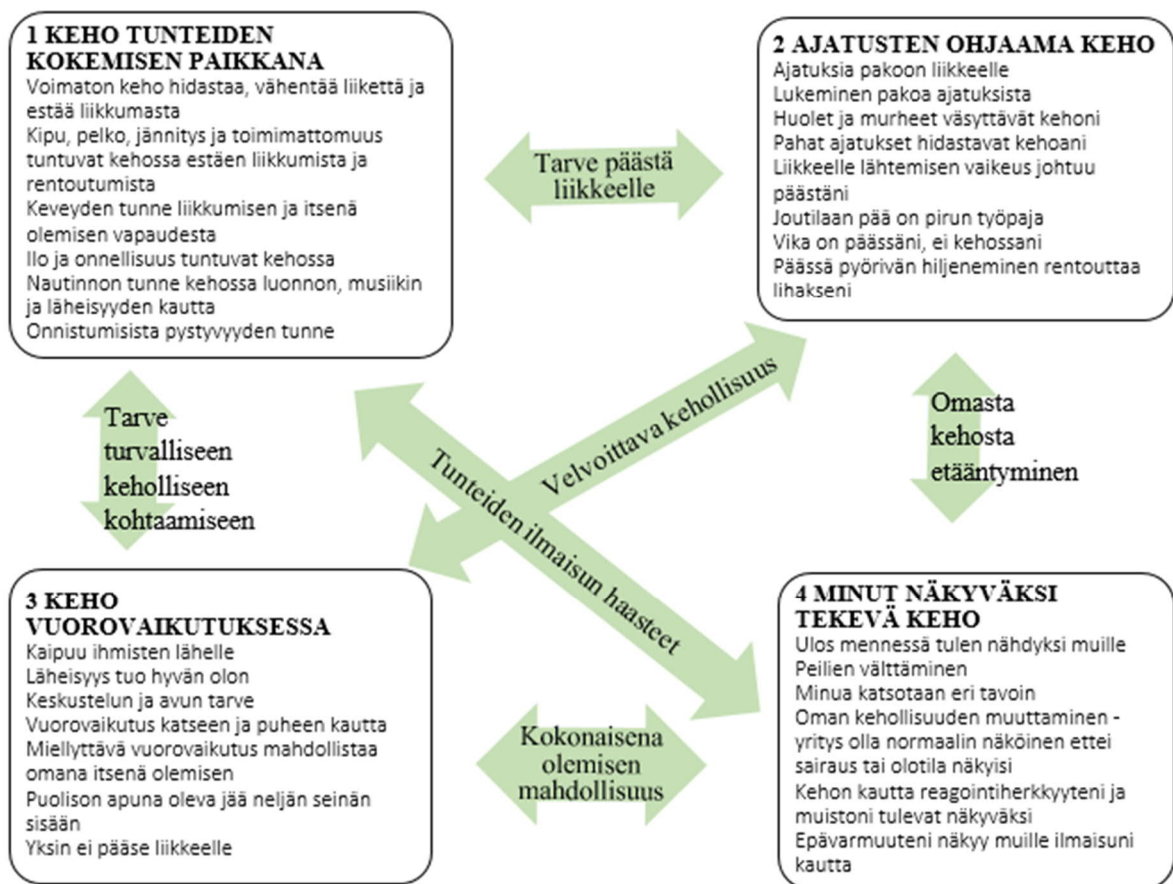 1 KEHO TUNTEIDEN
KOKEMISEN PAIKKANA
Voimaton keho hidastaa, vähentää liikettä ja
estää liikkumasta
Kipu, pelko, jännitys ja toimimattomuus
tuntuvat kehossa estäen liikkumista ja
rentoutumista
Keveyden tunne liikkumisen ja itsenä
olemisen vapaudesta
Ilo ja onnellisuus tuntuvat kehossa
Nautinnon tunne kehossa luonnon, musiikin
ja läheisyyden kautta
Onnistumisista pystyvyyden tunne
Tarve päästä
liikkeelle
2 AJATUSTEN OHJAAMA KEHO
Ajatuksia pakoon liikkeelle
Lukeminen pakoa ajatuksista
Huolet ja murheet väsyttävät kehoni
Pahat ajatukset hidastavat kehoani
Liikkeelle lähtemisen vaikeus johtuu
päästäni
Joutilaan pää on pirun työpaja
Vika on päässäni, ei kehossani
Päässä pyörivän hiljeneminen rentouttaa
lihakseni
Tarve
turvalliseen
keholliseen
kohtaamiseen
Tunteiden ilmaisun haasteet
Velvoittava kehollisuus
Omasta
kehosta
etääntyminen
3 KEHO
VUOROVAIKUTUKSESSA
Kaipuu ihmisten lähelle
Läheisyys tuo hyvän olon
Keskustelun ja avun tarve
Vuorovaikutus katseen ja puheen kautta
Miellyttävä vuorovaikutus mahdollistaa
omana itsenä olemisen
Puolison apuna oleva jää neljän seinän
sisään
Yksin ei pääse liikkeelle
Kokonaisena
olemisen
mahdollisuus
4 MINUT NÄKYVÄKSI
TEKEVÄ KEHO
Ulos mennessä tulen nähdyksi muille
Peilien välttäminen
Minua katsotaan eri tavoin
Oman kehollisuuden muuttaminen -
yritys olla normaalin näköinen ettei
sairaus tai olotila näkyisi
Kehon kautta reagointiherkkyyteni ja
muistoni tulevat näkyväksi
Epävarmuuteni näkyy muille ilmaisuni
kautta